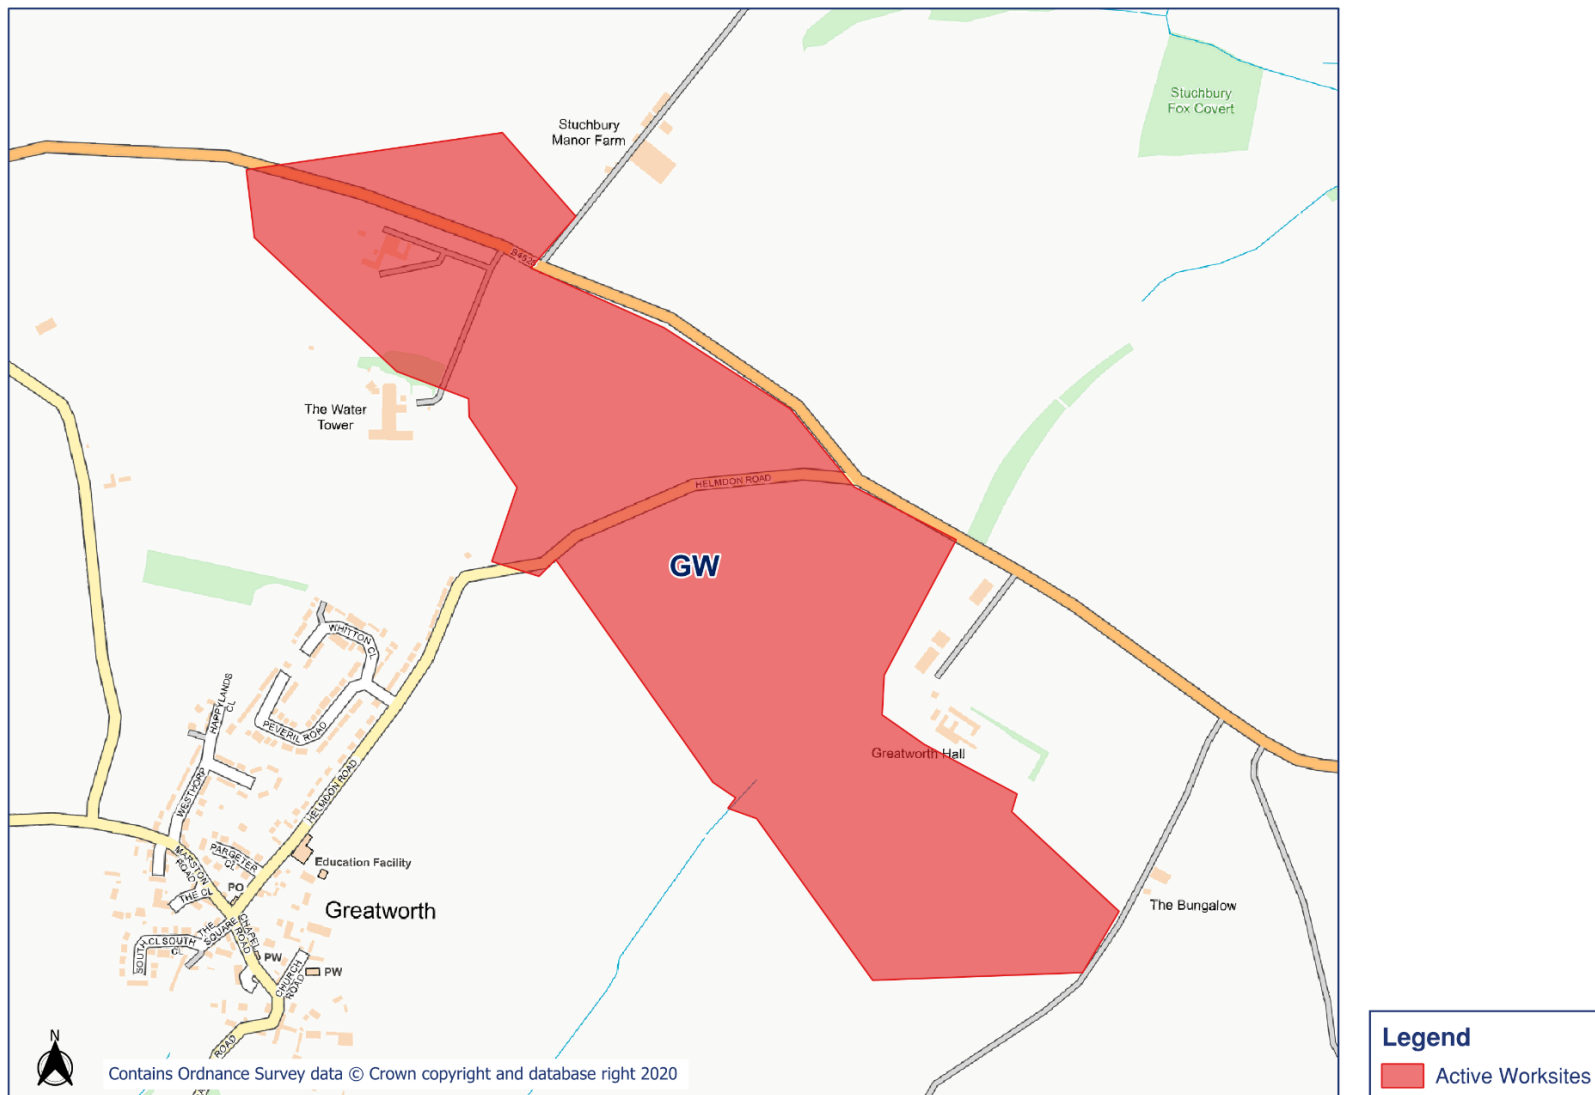 Stuchbury
Fox Covert
Stuchbury
Manor Farm
The Water
Tower
HELMDON ROAD
GW
WHITTON CL
HAPPYLANDS
CL
PEVERIL ROAD
Greatworth Hall
WESTHORP
HELMDON ROAD
MARSTON
ROAD
PARGETER
CL
Education Facility
THE CL
PO
The Bungalow
Greatworth
THE
SQUARE
CHAPEL
ROAD
SOUTH CL
SOUTH
CL
PW
PW
CHURCH
ROAD
ROAD
N
Contains Ordnance Survey data © Crown copyright and database right 2020
Legend
Active Worksites